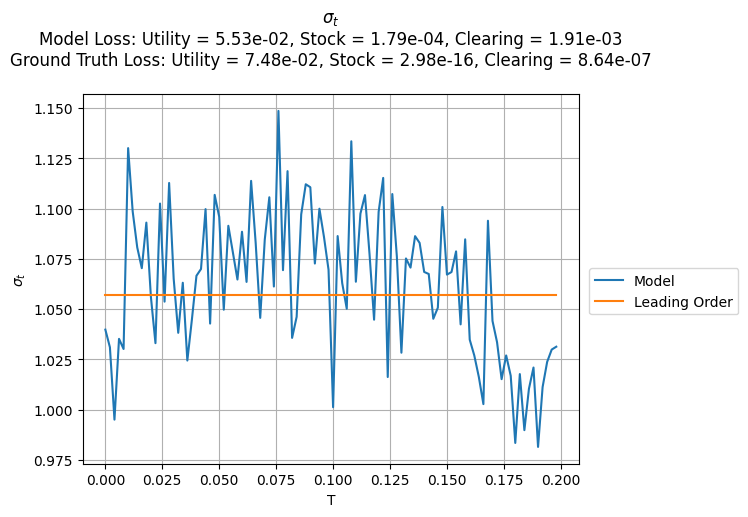 σₜ
Model Loss: Utility = 5.53e-02, Stock = 1.79e-04, Clearing = 1.91e-03
Ground Truth Loss: Utility = 7.48e-02, Stock = 2.98e-16, Clearing = 8.64e-07
1.150
1.125
1.100
1.075
1.050
1.025
1.000
0.975
σₜ
0.000
0.025
0.050
0.075
0.100
0.125
0.150
0.175
0.200
T
Model
Leading Order